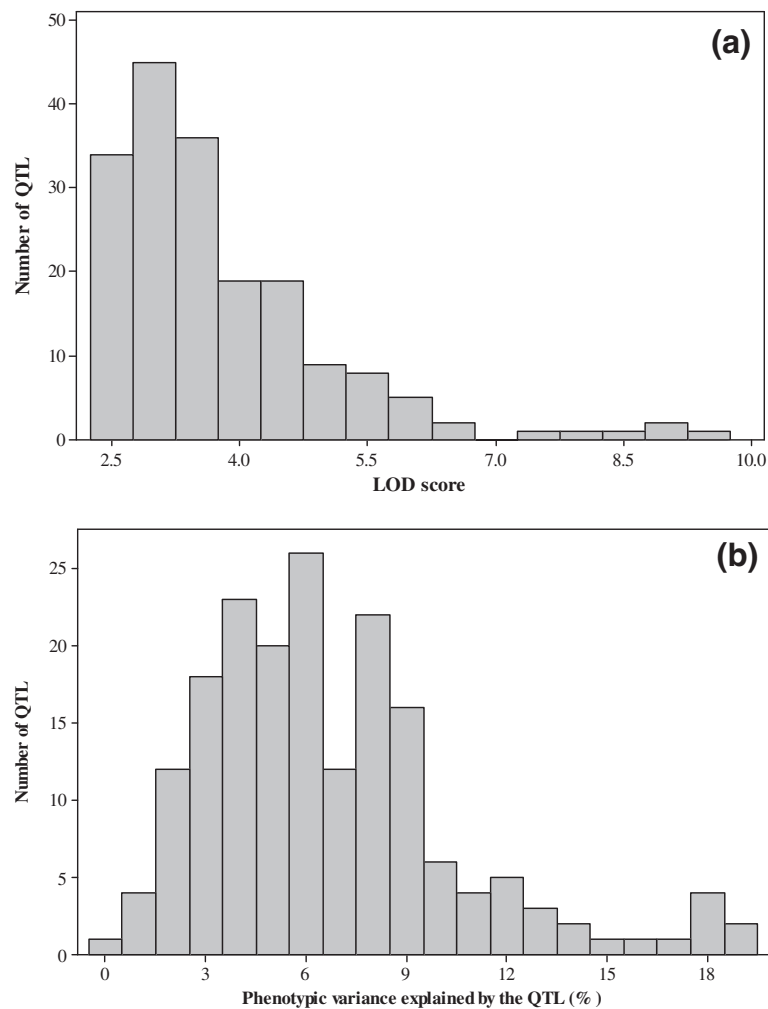 (a)
50
40
30
20
10
0
Number of QTL
2.5 4.0 5.5 7.0 8.5 10.0
LOD score
(b)
25
20
15
10
5
0
Number of QTL
0 3 6 9 12 15 18
Phenotypic variance explained by the QTL (% )